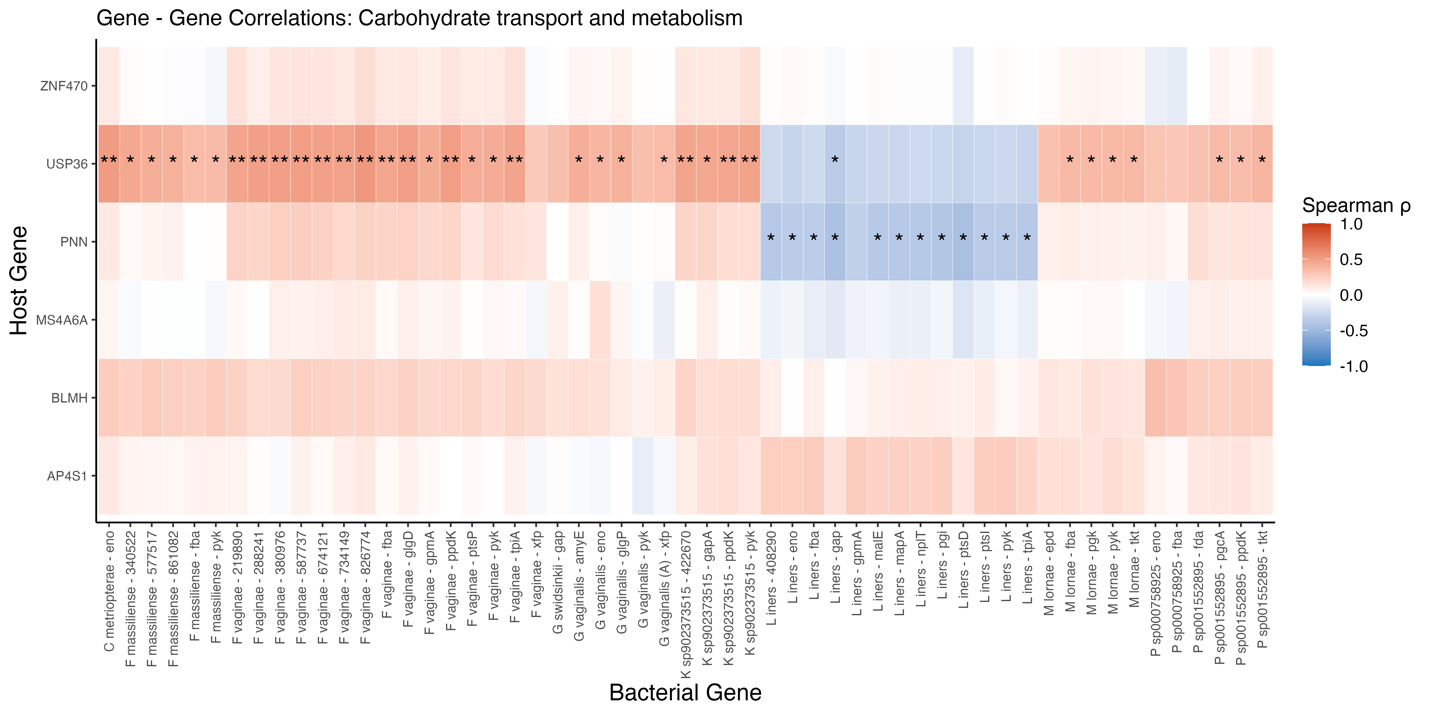 Gene - Gene Correlations: Carbohydrate transport and metabolism
Host Gene
ZNF470
USP36
PNN
MS4A6A
BLMH
AP4S1
** * * * * * ** ** ** ** ** ** ** ** ** * ** * * ** * * * * ** * ** ** * * * * * * * *
* * * * * * * * * * * *
Spearman ρ
1.0
0.5
0.0
-0.5
-1.0
C metriopterae - eno
F massiliense - 340522
F massiliense - 577517
F massiliense - 861082
F massiliense - fba
F massiliense - pyk
F vaginae - 219890
F vaginae - 288241
F vaginae - 380976
F vaginae - 587737
F vaginae - 674121
F vaginae - 734149
F vaginae - 826774
F vaginae - fba
F vaginae - glgD
F vaginae - gpmA
F vaginae - ppdK
F vaginae - ptsP
F vaginae - pyk
F vaginae - tpiA
F vaginae - xfp
G swidsinkii - gap
G vaginalis - amyE
G vaginalis - eno
G vaginalis - glgP
G vaginalis - pyk
G vaginalis (A) - xfp
K sp902373515 - 422670
K sp902373515 - gapA
K sp902373515 - ppdK
K sp902373515 - pyk
L iners - 408290
L iners - eno
L iners - fba
L iners - gap
L iners - gpmA
L iners - malE
L iners - mapA
L iners - nplT
L iners - pgi
L iners - ptsD
L iners - ptsI
L iners - pyk
L iners - tpiA
M lornae - epd
M lornae - fba
M lornae - pgk
M lornae - pyk
M lornae - tkt
P sp000758925 - eno
P sp000758925 - fba
P sp001552895 - fda
P sp001552895 - pgcA
P sp001552895 - ppdK
P sp001552895 - tkt
Bacterial Gene